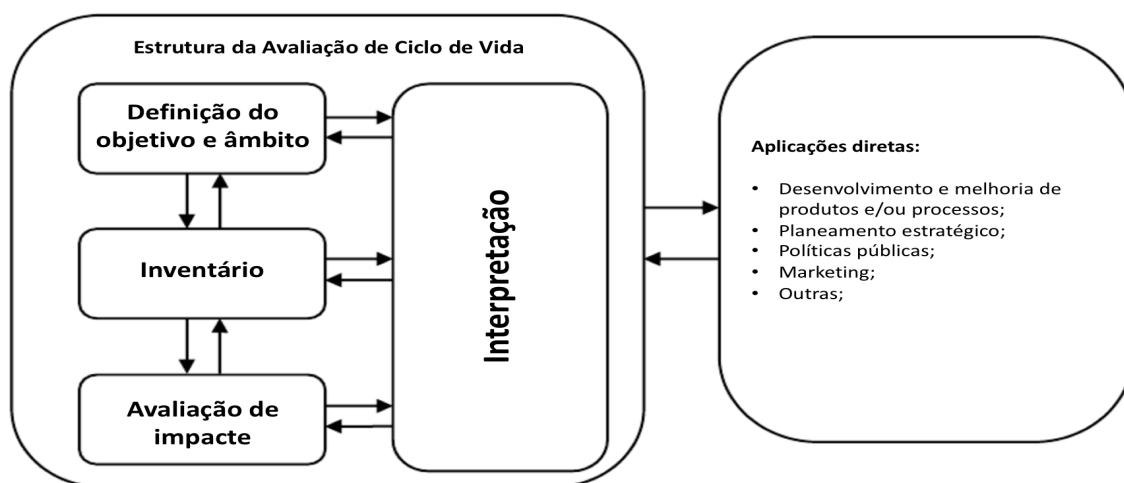 Estrutura da Avaliação de Ciclo de Vida
Definição do
objetivo e âmbito
Inventário
Avaliação de
impacte
Interpretação
Aplicações diretas:
• Desenvolvimento e melhoria de
produtos e/ou processos;
• Planeamento estratégico;
• Políticas públicas;
• Marketing;
• Outras;